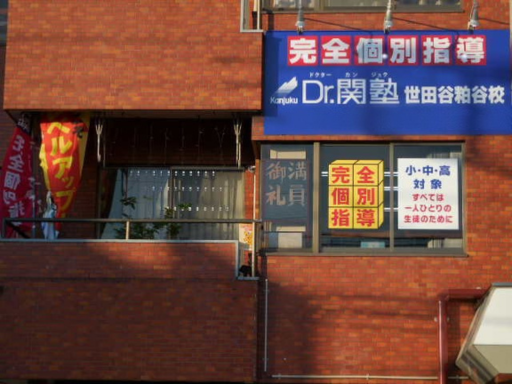 完全個別指導
Kanjuku
ドクター カン ジュク
Dr.関塾 世田谷粕谷校
満員
御礼
完全
個別
指導
小・中・高
対象
すべては
一人ひとりの
生徒のために